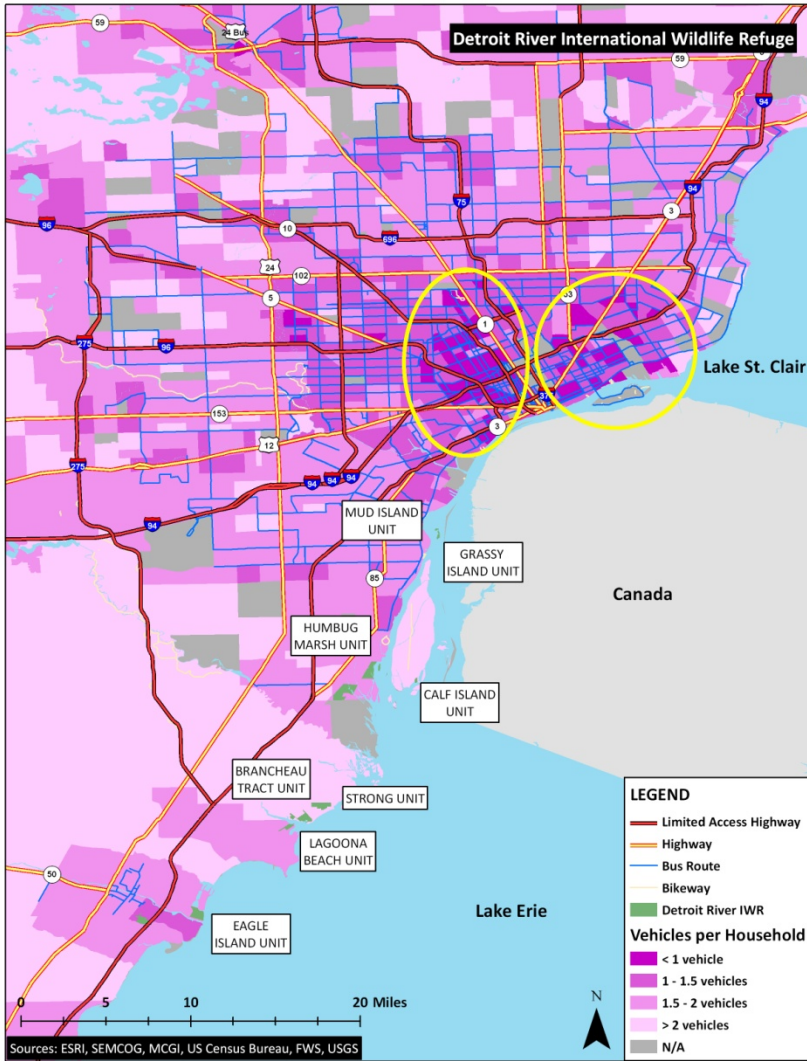 59
24 Bus
Detroit River International Wildlife Refuge
59
94
75
94
3
96
10
696
24
102
5
53
1
275
96
Lake St. Clair
375
153
3
12
275
94
94
94
94
MUD ISLAND
UNIT
GRASSY
ISLAND UNIT
85
Canada
HUMBUG
MARSH UNIT
CALF ISLAND
UNIT
BRANCHEAU
TRACT UNIT
STRONG UNIT
LAGOONA
BEACH UNIT
50
Lake Erie
EAGLE
ISLAND UNIT
LEGEND
Limited Access Highway
Highway
Bus Route
Bikeway
Detroit River IWR
Vehicles per Household
< 1 vehicle
1 - 1.5 vehicles
1.5 - 2 vehicles
> 2 vehicles
N/A
N
0 5 10 20 Miles
Sources: ESRI, SEMCOG, MCGI, US Census Bureau, FWS, USGS